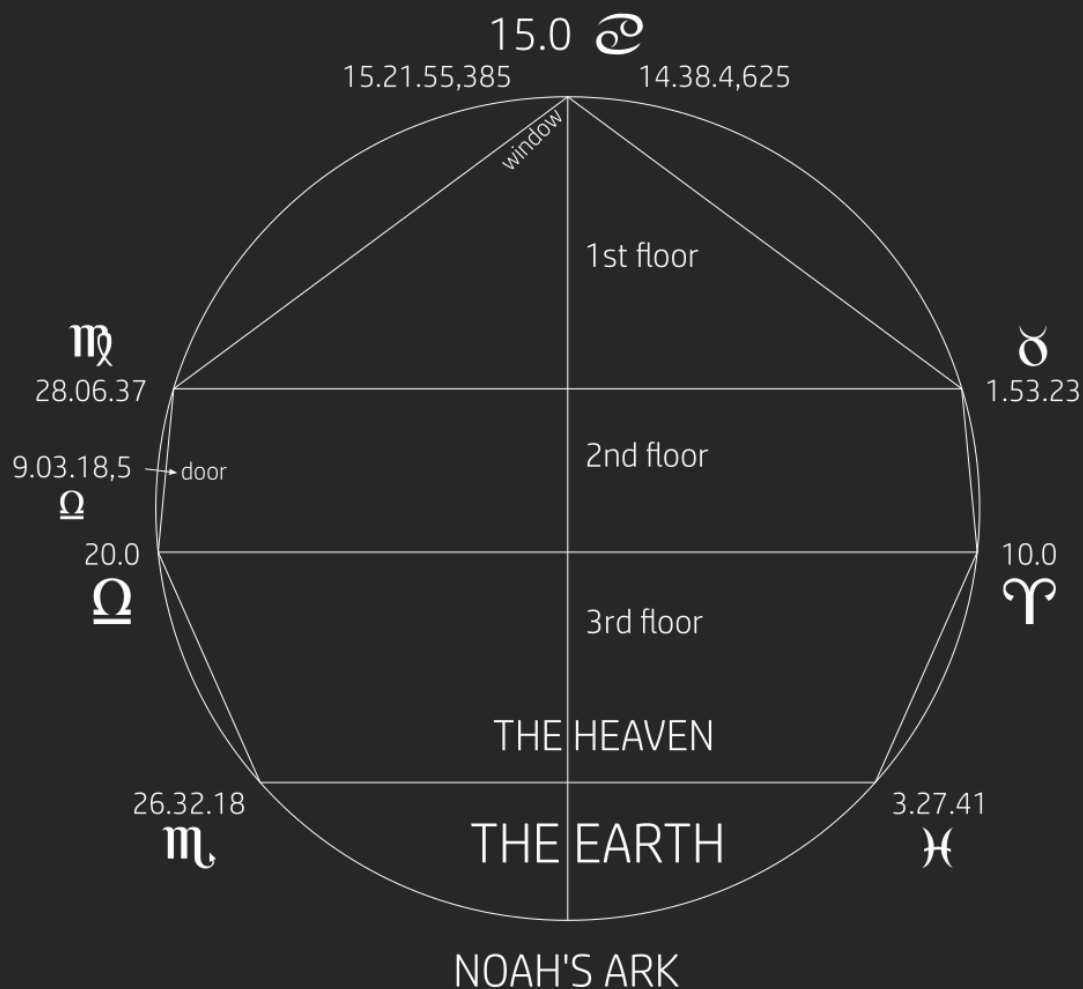 15.0 ♋
15.21.55,385
14.38.4,625
window
1st floor
♍
28.06.37
♉
1.53.23
2nd floor
9.03.18,5
door
♎
20.0
♎
10.0
♈
3rd floor
THE HEAVEN
26.32.18
♏
3.27.41
♓
THE EARTH
NOAH'S ARK